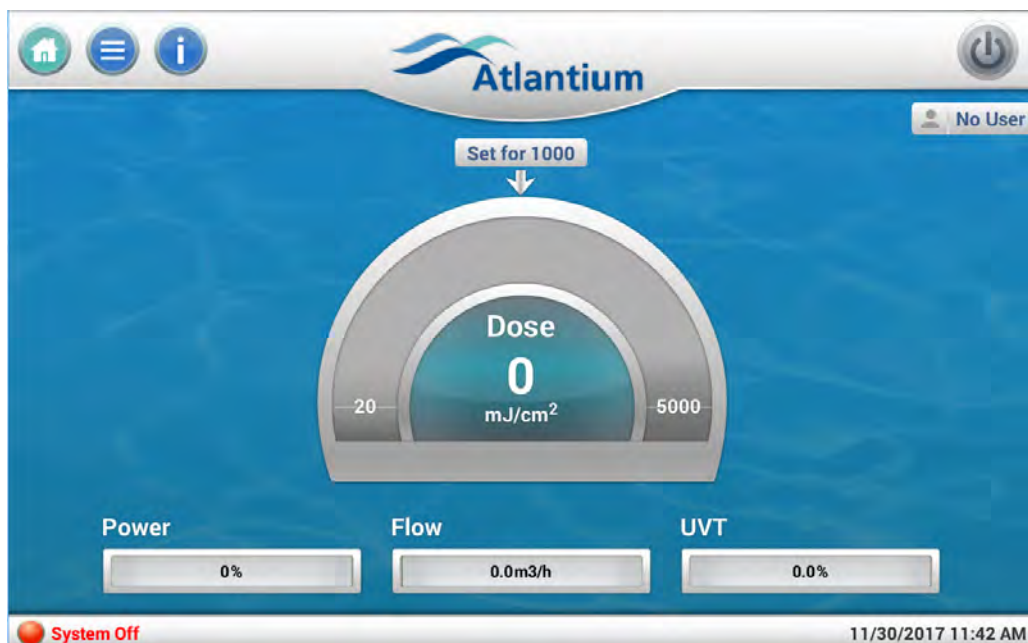 Atlantium
No User
Set for 1000
Dose
0
mJ/cm²
20
5000
Power
Flow
UVT
0%
0.0m3/h
0.0%
System Off
11/30/2017 11:42 AM